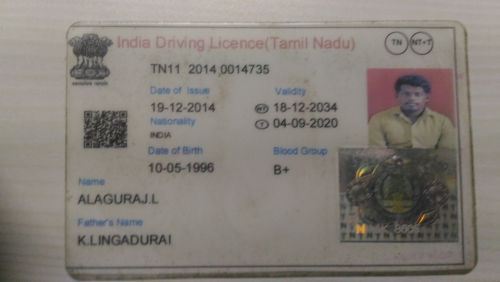 India Driving Licence(Tamil Nadu)
TN
NT+T
TN11 2014 0014735
Date of Issue
Validity
19-12-2014
NT 18-12-2034
Nationality
T 04-09-2020
INDIA
Date of Birth
Blood Group
10-05-1996
B+
Name
ALAGURAJ.L
Father's Name
K.LINGADURAI